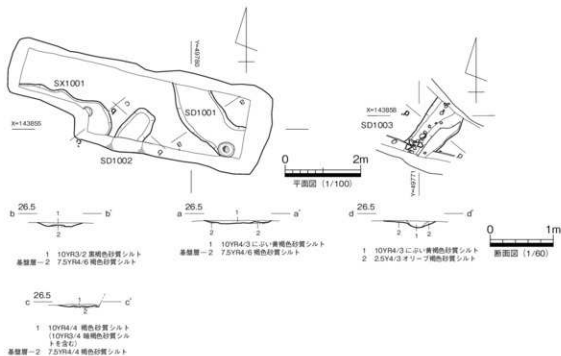 SX1001
Y=49780
SD1001
X=143855
SD1002
X=143858
SD1003
Y=49771
0 2m
平面図 (1/100)
26.5
b b'
1
2
1 10YR3/2 黒褐色砂質シルト
基盤層−2 7.5YR4/6 褐色砂質シルト
26.5
a a'
1
2
1 10YR4/3 にぶい黄褐色砂質シルト
基盤層−2 7.5YR4/6 褐色砂質シルト
26.5
d d'
2 2
1
1 10YR4/3 にぶい黄褐色砂質シルト
2 2.5Y4/3 オリーブ褐色砂質シルト
0 1m
断面図 (1/60)
26.5
c c'
1
2
1 10YR4/4 褐色砂質シルト
(10YR3/4 暗褐色砂質シル
トを含む)
基盤層−2 7.5YR4/4 褐色砂質シルト